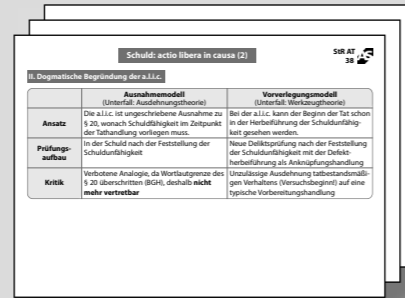 Schuld: actio libera in causa (2)
StR AT
38
II. Dogmatische Begründung der a.l.i.c.
Ausnahmemodell
(Unterfall: Ausdehnungstheorie)
Vorverlegungsmodell
(Unterfall: Werkzeugtheorie)
Ansatz
Die a.l.i.c. ist ungeschriebene Ausnahme zu
§ 20, wonach Schuldfähigkeit im Zeitpunkt
der Tathandlung vorliegen muss.
Bei der a.l.i.c. kann der Beginn der Tat schon
in der Herbeiführung der Schuldunfähig-
keit gesehen werden.
Prüfungs-
aufbau
In der Schuld nach der Feststellung der
Schuldunfähigkeit
Neue Deliktsprüfung nach der Feststellung
der Schuldunfähigkeit mit der Defekt-
herbeiführung als Anknüpfungshandlung
Kritik
Verbotene Analogie, da Wortlautgrenze des
§ 20 überschritten (BGH), deshalb nicht
mehr vertretbar
Unzulässige Ausdehnung tatbestandsmäßi-
gen Verhaltens (Versuchsbeginn!) auf eine
typische Vorbereitungshandlung